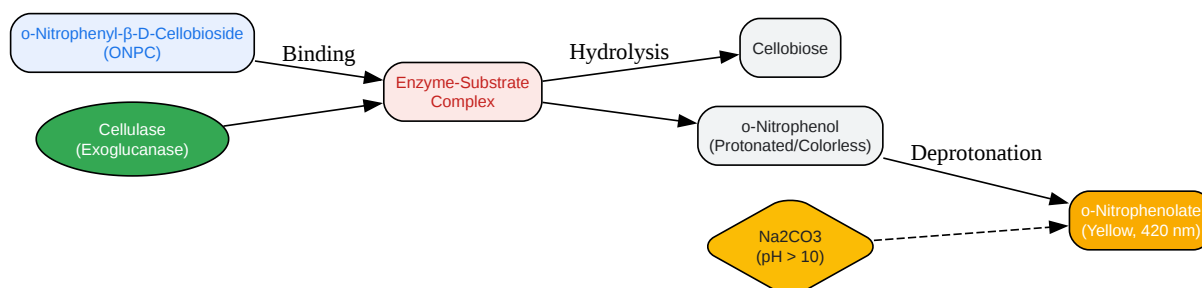 o-Nitrophenyl-β-D-Cellobioside
(ONPC)
Binding
Cellulase
(Exoglucanase)
Enzyme-Substrate
Complex
Hydrolysis
Cellobiose
o-Nitrophenol
(Protonated/Colorless)
Deprotonation
Na2CO3
(pH > 10)
o-Nitrophenolate
(Yellow, 420 nm)